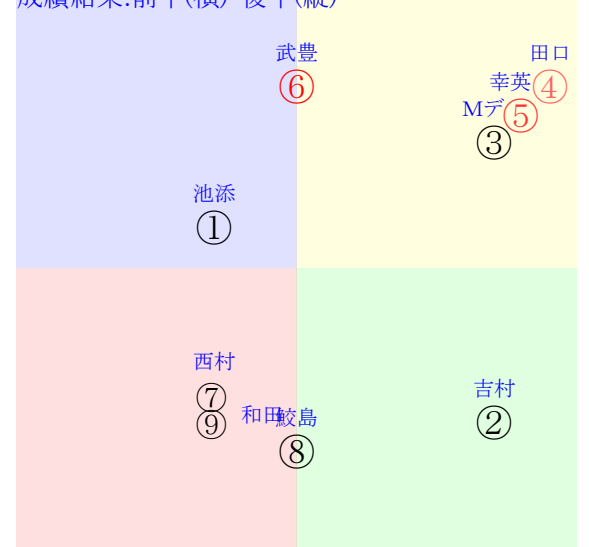 成績結果:前半(横) 後半(縦)
武豊
⑥
田口
④
幸英
⑤
Mデ
③
池添
①
西村
⑦
⑨
和田
鮫島
⑧
吉村
②